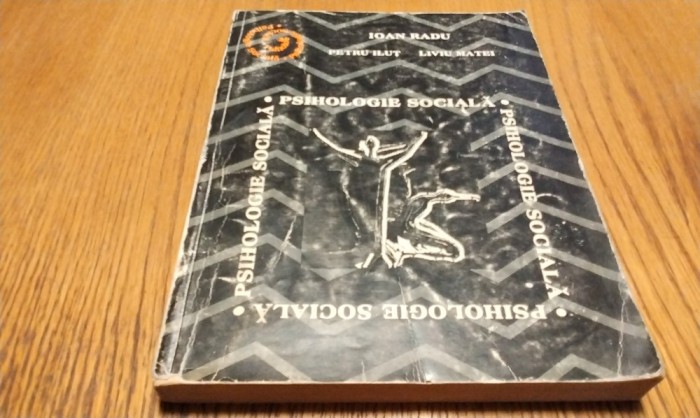 IOAN RADU
PETRU ILUȚ LIVIU MATEI
• PSIHOLOGIE SOCIALĂ •
PSIHOLOGIE SOCIALĂ
PSIHOLOGIE SOCIALĂ
• PSIHOLOGIE SOCIALĂ •